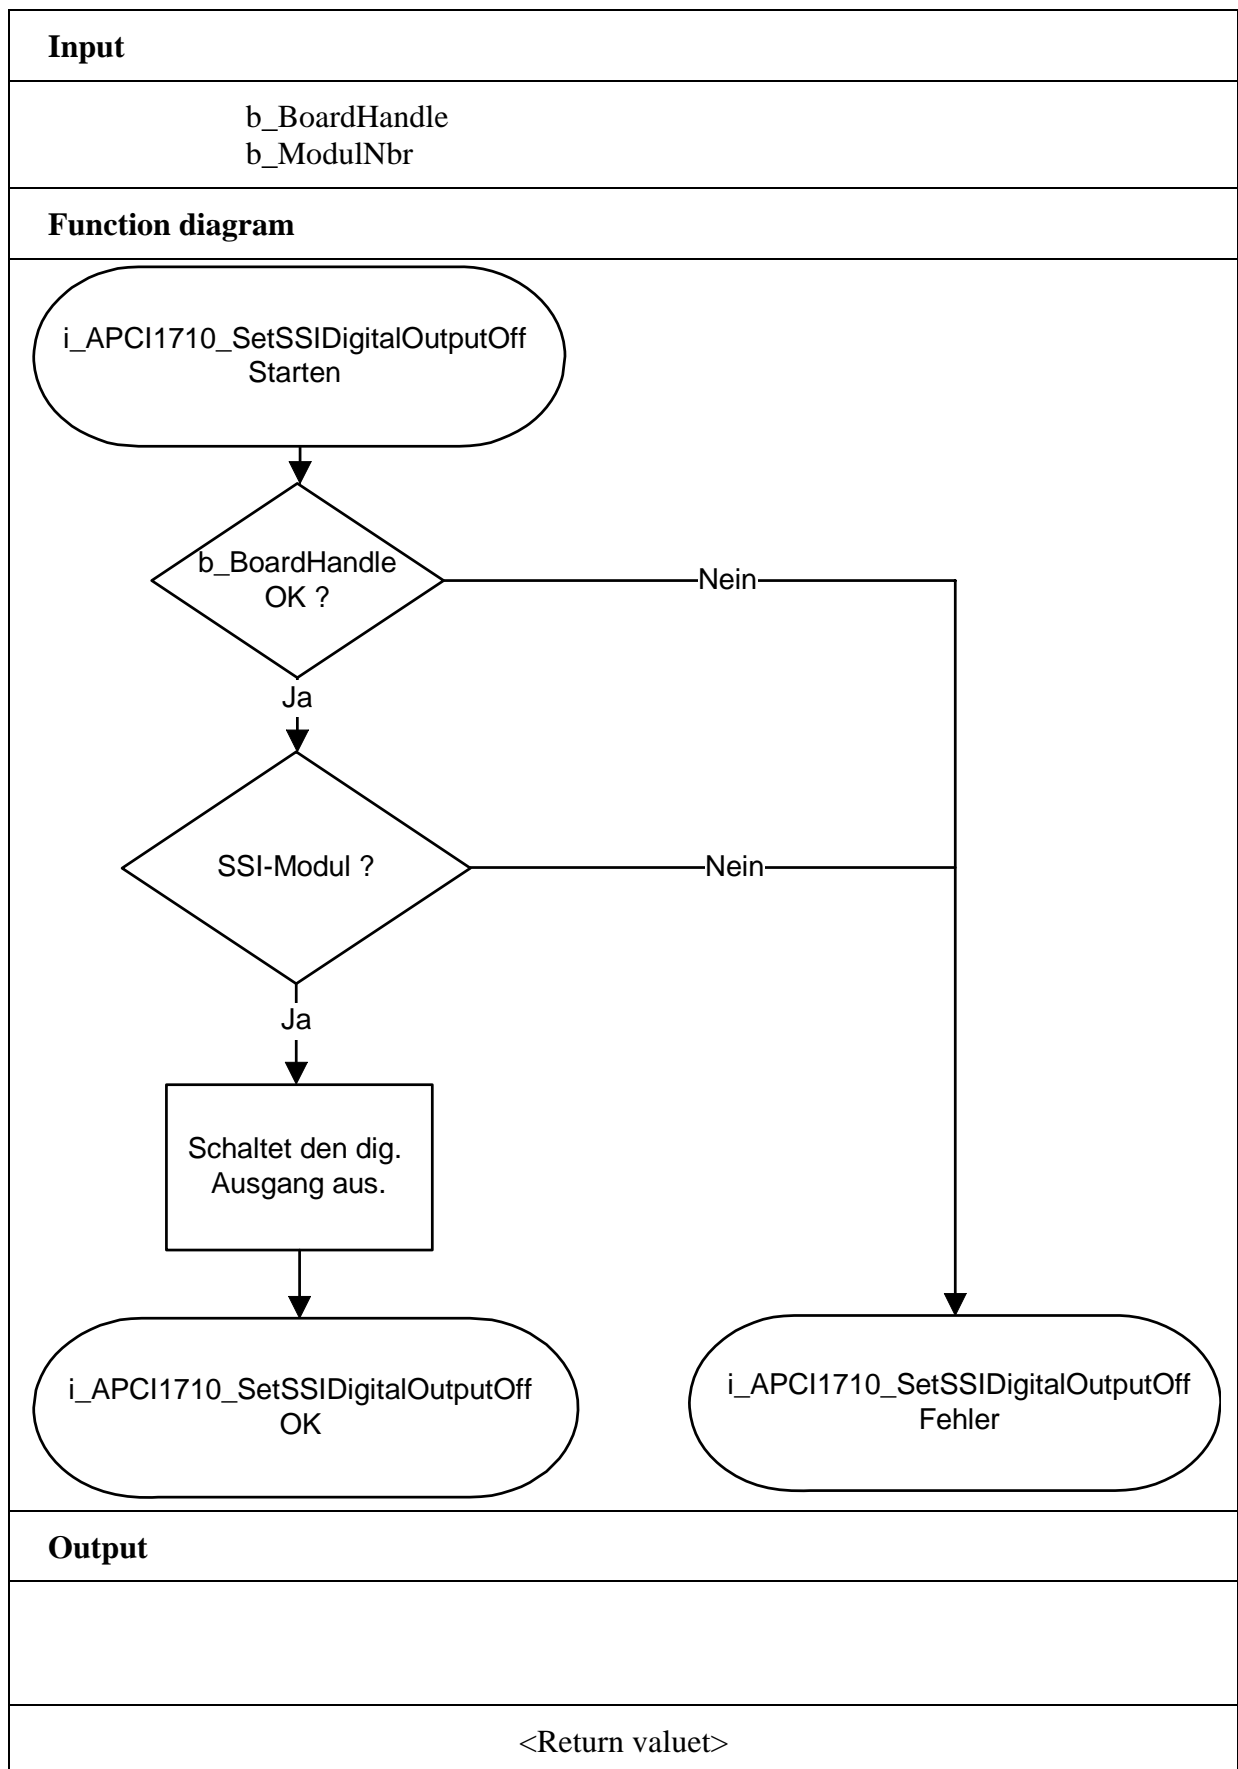 Input
b_BoardHandle
b_ModulNbr
Function diagram
i_APCI1710_SetSSIDigitalOutputOff
Starten
b_BoardHandle
OK ?
Nein
Ja
SSI-Modul ?
Nein
Ja
Schaltet den dig.
Ausgang aus.
i_APCI1710_SetSSIDigitalOutputOff
OK
i_APCI1710_SetSSIDigitalOutputOff
Fehler
Output
<Return valuet>